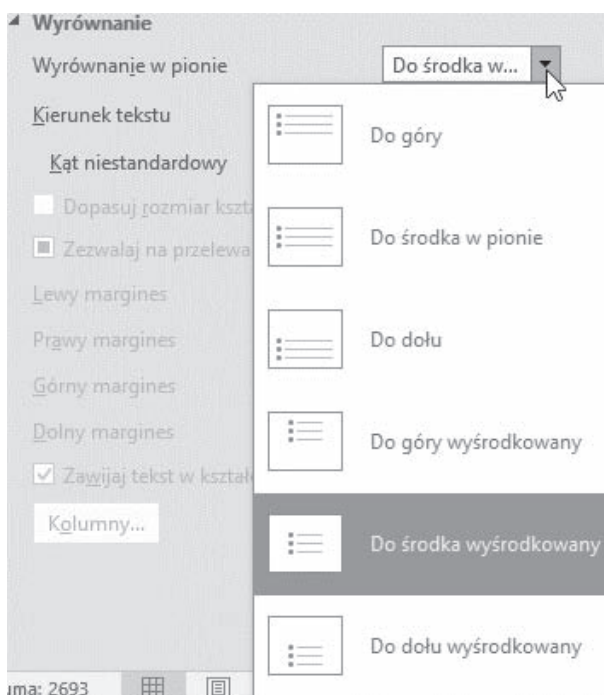 Wyrównanie
Wyrównanie w pionie
Do środka w...
Kierunek tekstu
Kąt niestandardowy
Dopasuj rozmiar kszta
Zezwalaj na przelewa
Lewy margines
Prawy margines
Górny margines
Dolny margines
Zawijaj tekst w kształ
Kolumny...
Do góry
Do środka w pionie
Do dołu
Do góry wyśrodkowany
Do środka wyśrodkowany
Do dołu wyśrodkowany
uma: 2693